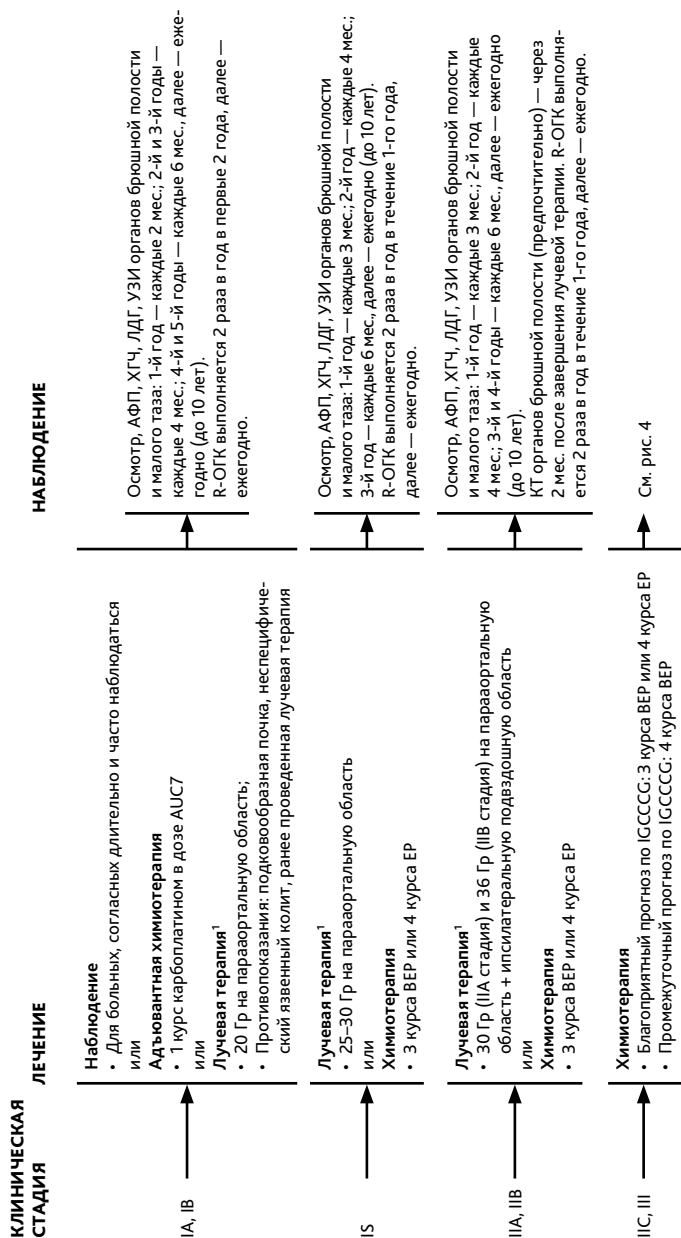 КЛИНИЧЕСКАЯ
СТАДИЯ
ЛЕЧЕНИЕ
НАБЛЮДЕНИЕ
IA, IB
Наблюдение
• Для больных, согласных длительно и часто наблюдаться
или
Адъювантная химиотерапия
• 1 курс карбоплатином в дозе AUC7
или
Лучевая терапия¹
• 20 Гр на парааортальную область;
• Противопоказания: подковообразная почка, неспецифиче-
ский язвенный колит, ранее проведенная лучевая терапия
Осмотр, АФП, ХГЧ, ЛДГ, УЗИ органов брюшной полости
и малого таза: 1-й год — каждые 2 мес.; 2-й и 3-й годы —
каждые 4 мес.; 4-й и 5-й годы — каждые 6 мес., далее — еже-
годно (до 10 лет).
R-ОГК выполняется 2 раза в год в первые 2 года, далее —
ежегодно.
IS
Лучевая терапия¹
• 25–30 Гр на парааортальную область
или
Химиотерапия
• 3 курса BEP или 4 курса EP
Осмотр, АФП, ХГЧ, ЛДГ, УЗИ органов брюшной полости
и малого таза: 1-й год — каждые 3 мес.; 2-й год — каждые 4 мес.;
3-й год — каждые 6 мес., далее — ежегодно (до 10 лет).
R-ОГК выполняется 2 раза в год в течение 1-го года,
далее — ежегодно.
IIA, IIB
Лучевая терапия¹
• 30 Гр (IIA стадия) и 36 Гр (IIB стадия) на парааортальную
область + ипсилатеральную подвздошную область
или
Химиотерапия
• 3 курса BEP или 4 курса EP
Осмотр, АФП, ХГЧ, ЛДГ, УЗИ органов брюшной полости
и малого таза: 1-й год — каждые 3 мес.; 2-й год — каждые
4 мес.; 3-й и 4-й годы — каждые 6 мес., далее — ежегодно
(до 10 лет).
КТ органов брюшной полости (предпочтительно) — через
2 мес. после завершения лучевой терапии. R-ОГК выполня-
ется 2 раза в год в течение 1-го года, далее — ежегодно.
IIC, III
Химиотерапия
• Благоприятный прогноз по IGCCCG: 3 курса BEP или 4 курса EP
• Промежуточный прогноз по IGCCCG: 4 курса BEP
См. рис. 4